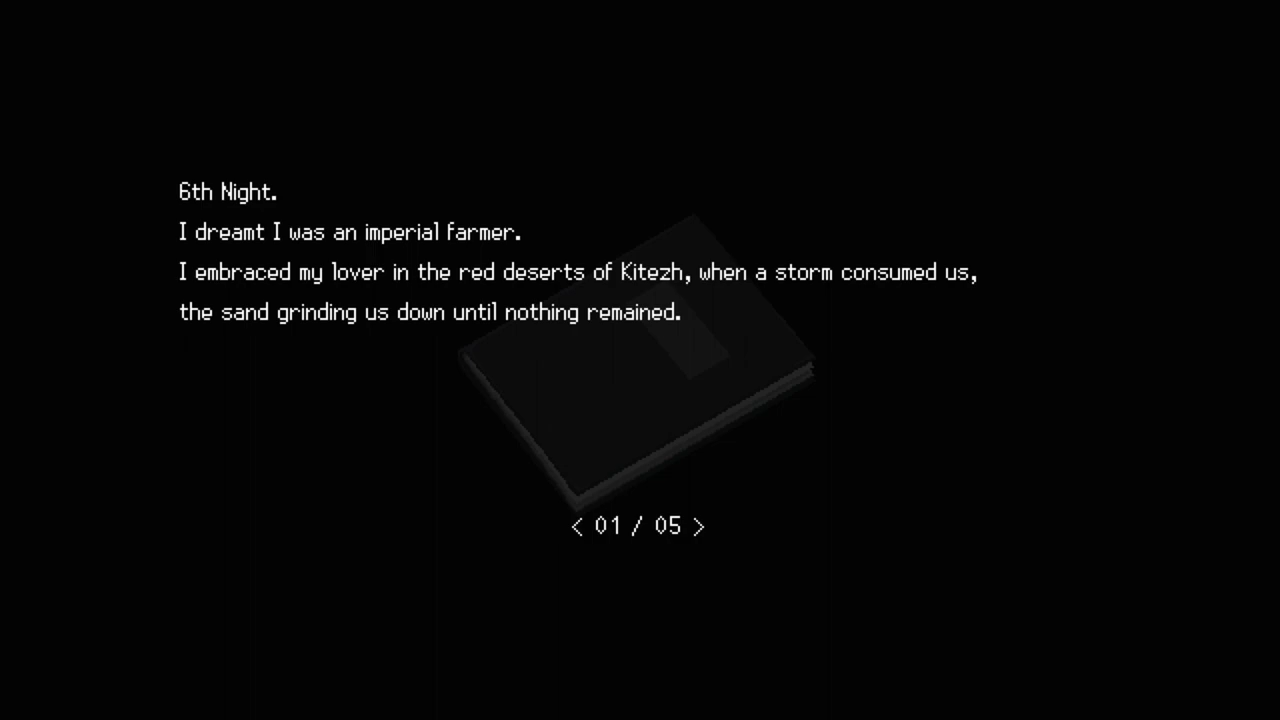 6th Night.
I dreamt I was an imperial farmer.
I embraced my lover in the red deserts of Kitezh, when a storm consumed us,
the sand grinding us down until nothing remained.
< 01 / 05 >